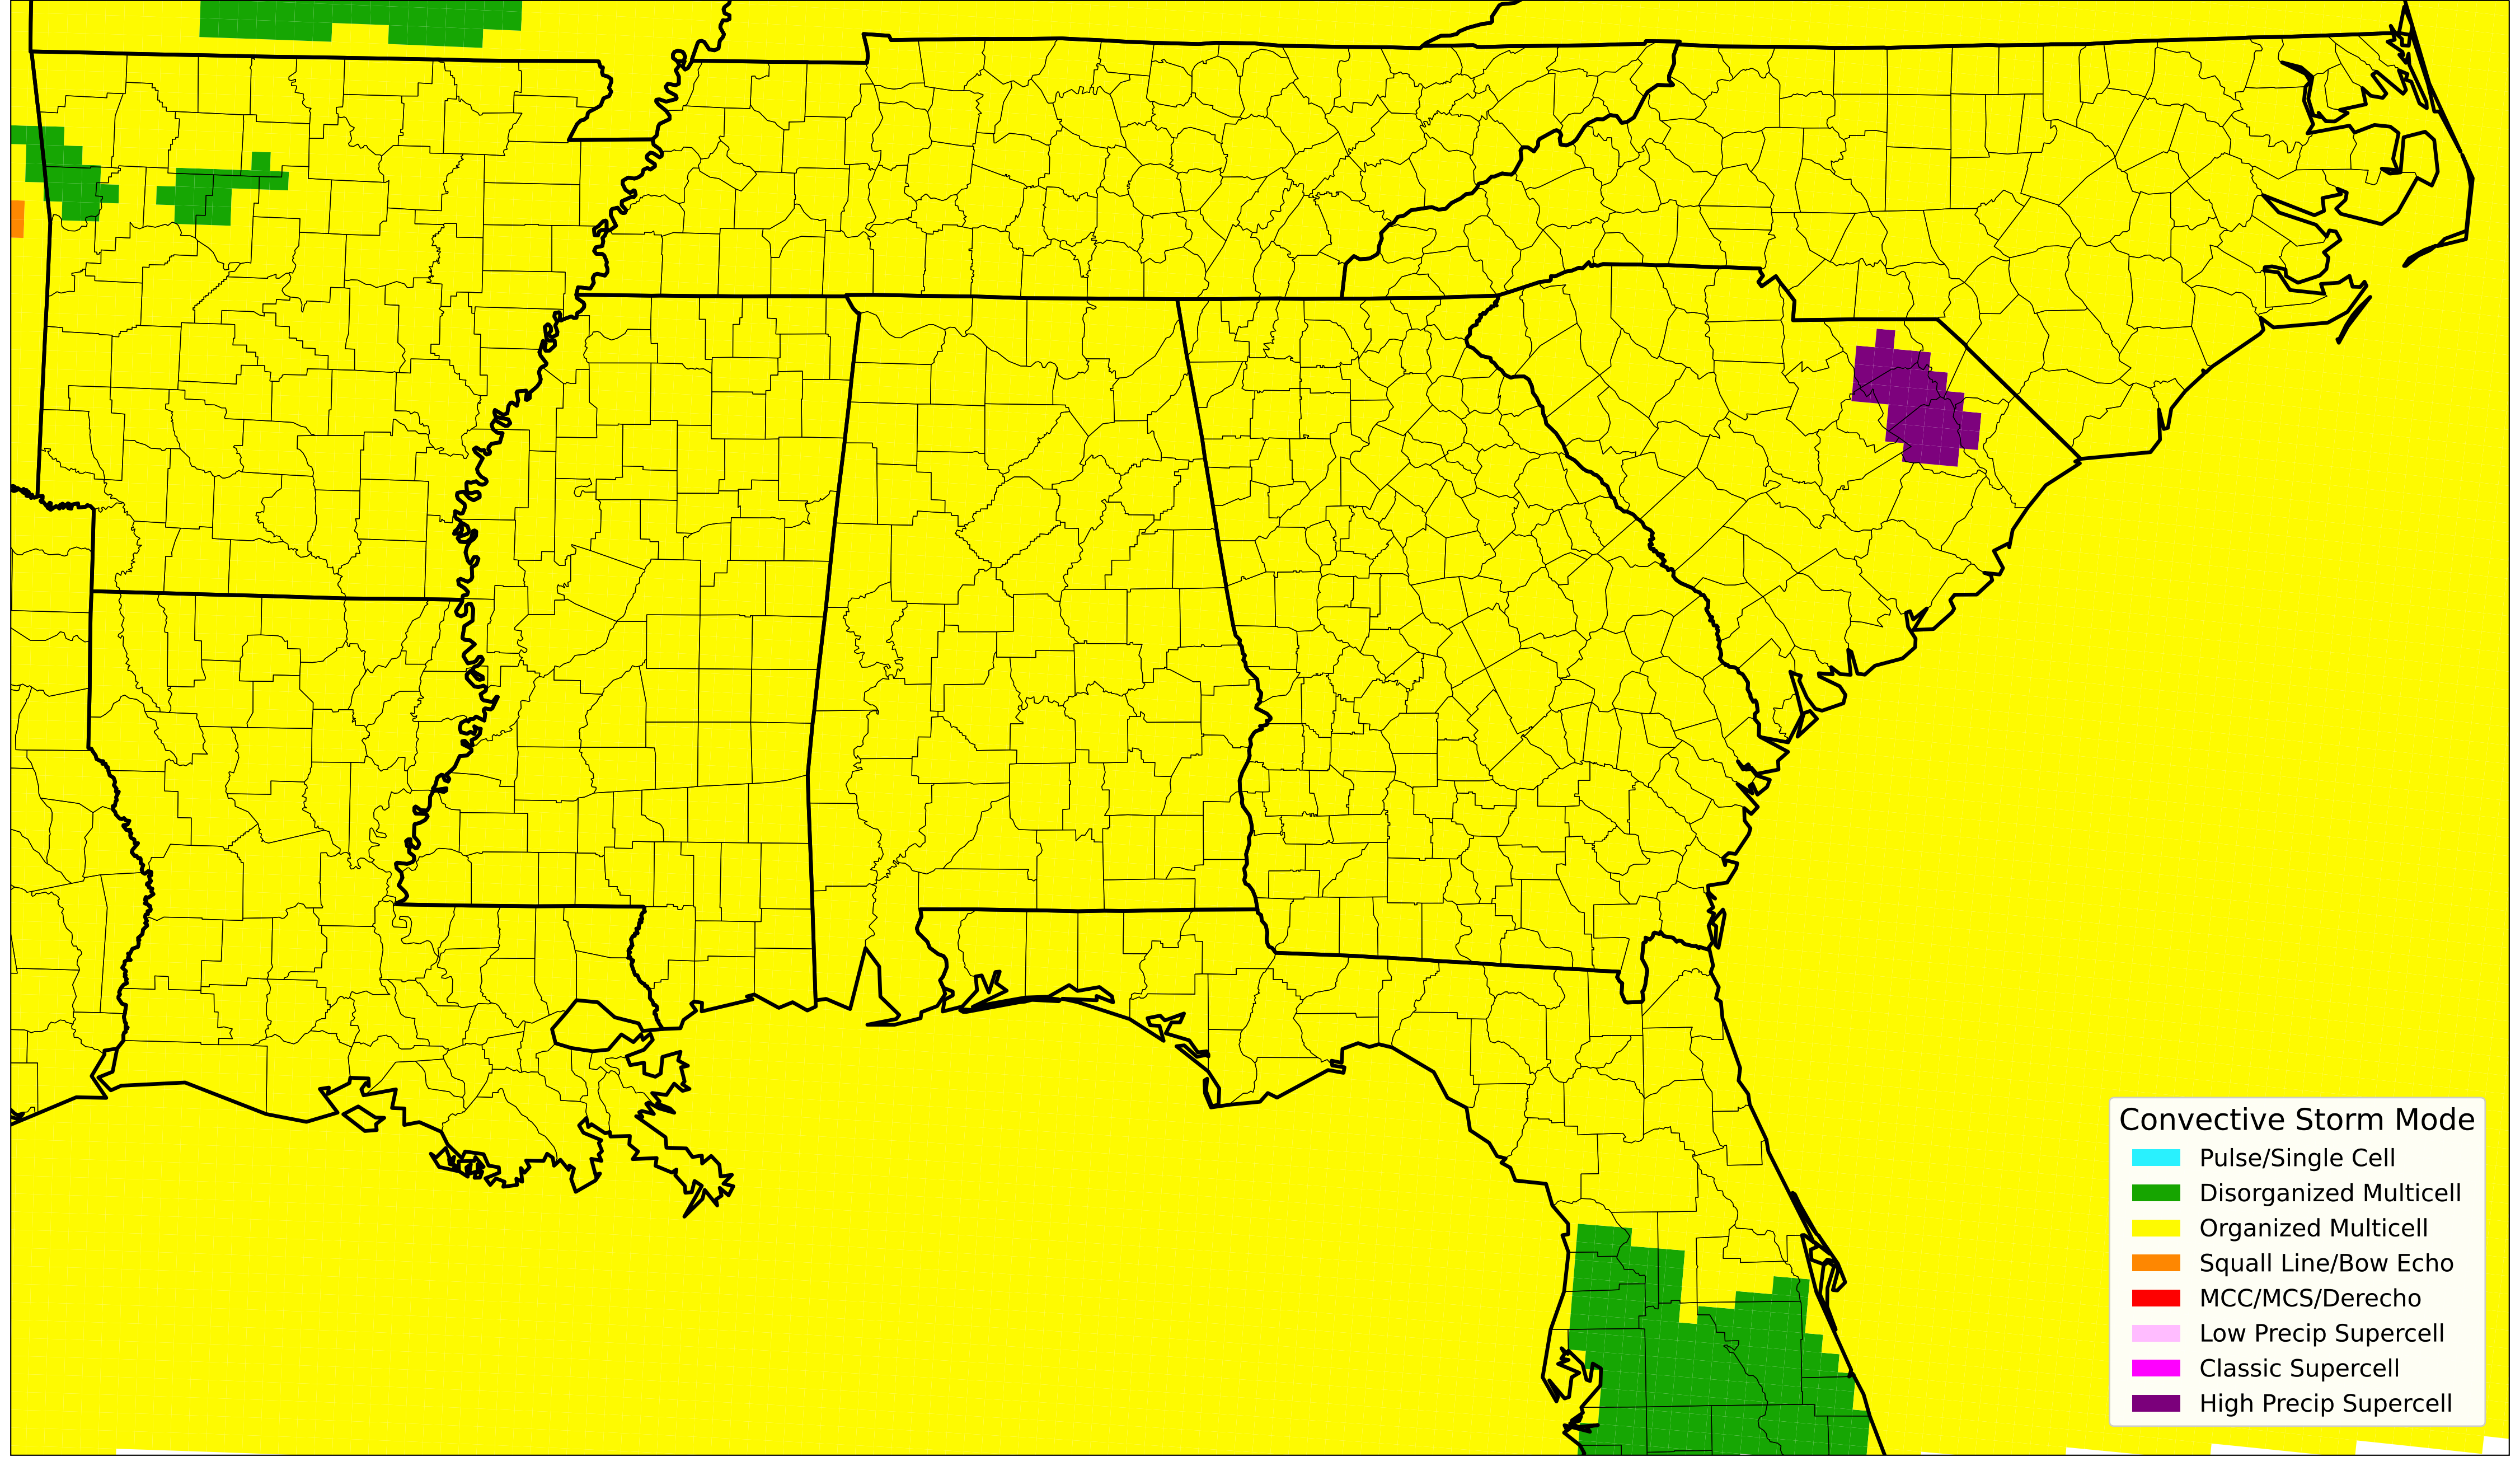 Convective Storm Mode
Pulse/Single Cell
Disorganized Multicell
Organized Multicell
Squall Line/Bow Echo
MCC/MCS/Derecho
Low Precip Supercell
Classic Supercell
High Precip Supercell